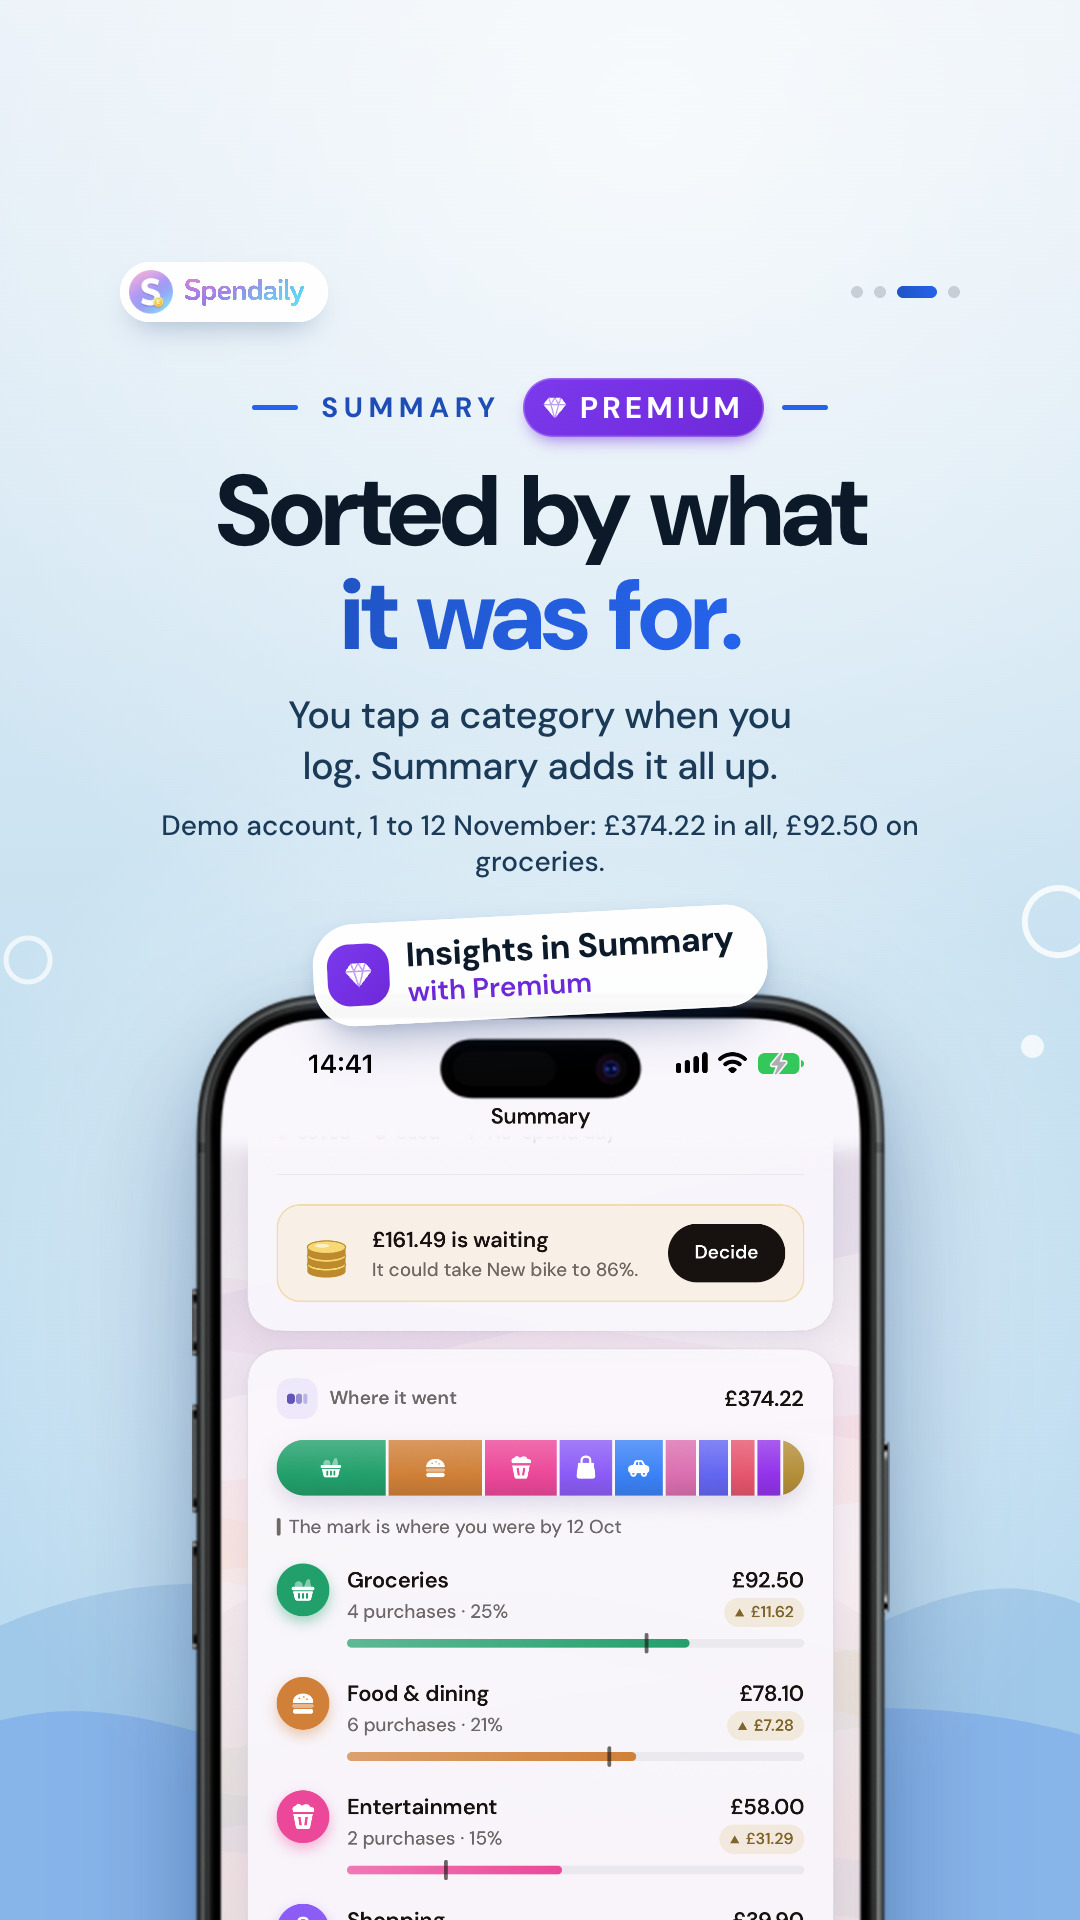 Spendaily
SUMMARY PREMIUM
Sorted by what
it was for.
You tap a category when you
log. Summary adds it all up.
Demo account, 1 to 12 November: £374.22 in all, £92.50 on
groceries.
Insights in Summary
with Premium
14:41
Summary
£161.49 is waiting
It could take New bike to 86%.
Decide
Where it went £374.22
The mark is where you were by 12 Oct
Groceries £92.50
4 purchases · 25% ▲ £11.62
Food & dining £78.10
6 purchases · 21% ▲ £7.28
Entertainment £58.00
2 purchases · 15% ▲ £31.29
Shopping £39.90